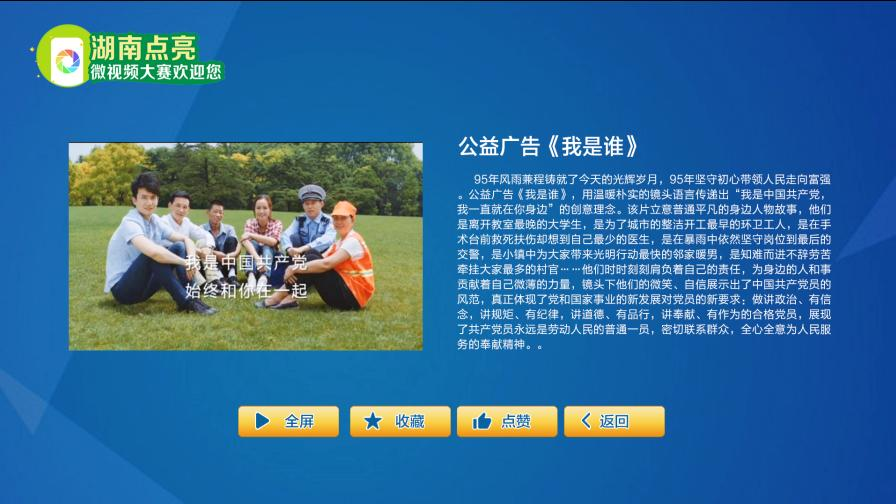 湖南点亮
微视频大赛欢迎您
公益广告《我是谁》
95年风雨兼程铸就了今天的光辉岁月，95年坚守初心带领人民走向富强
。公益广告《我是谁》，用温暖朴实的镜头语言传递出“我是中国共产党，
我一直就在你身边”的创意理念。该片立意普通平凡的身边人物故事，他们
是离开教室最晚的大学生，是为了城市的整洁开工最早的环卫工人，是在手
术台前救死扶伤却想到自己最少的医生，是在暴雨中依然坚守岗位到最后的
交警，是小镇中为大家带来光明行动最快的邻家暖男，是知难而进不辞劳苦
牵挂大家最多的村官……他们时时刻刻肩负着自己的责任，为身边的人和事
贡献着自己微薄的力量，镜头下他们的微笑、自信展示出了中国共产党员的
风范，真正体现了党和国家事业的新发展对党员的新要求：做讲政治、有信
念，讲规矩、有纪律，讲道德、有品行，讲奉献、有作为的合格党员，展现
了共产党员永远是劳动人民的普通一员，密切联系群众，全心全意为人民服
务的奉献精神。。
我是中国共产党
始终和你在一起
全屏
收藏
点赞
返回